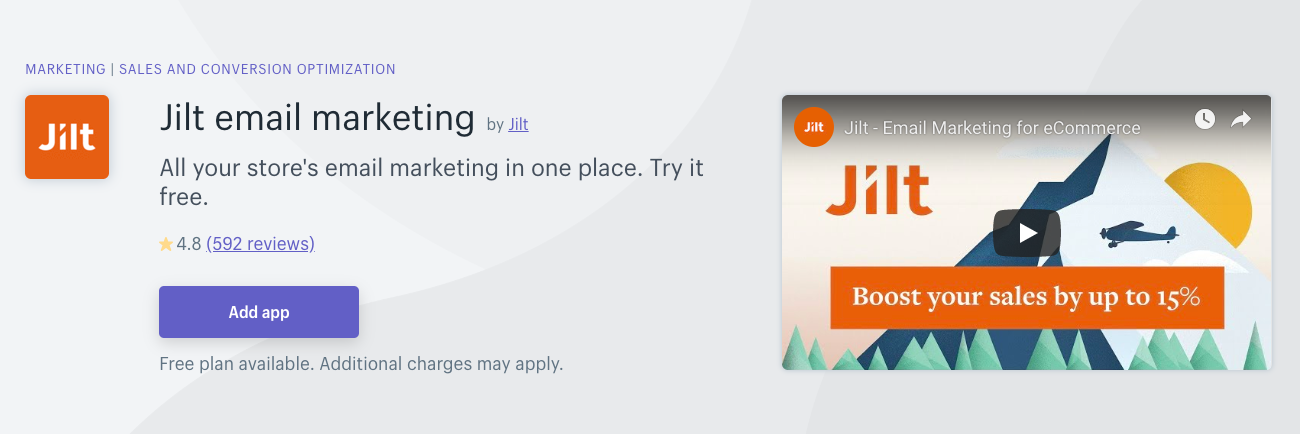 MARKETING | SALES AND CONVERSION OPTIMIZATION
Jilt
Jilt email marketing by Jilt
All your store's email marketing in one place. Try it
free.
4.8 (592 reviews)
Add app
Free plan available. Additional charges may apply.
Jilt
Jilt - Email Marketing for eCommerce
Jilt
Boost your sales by up to 15%